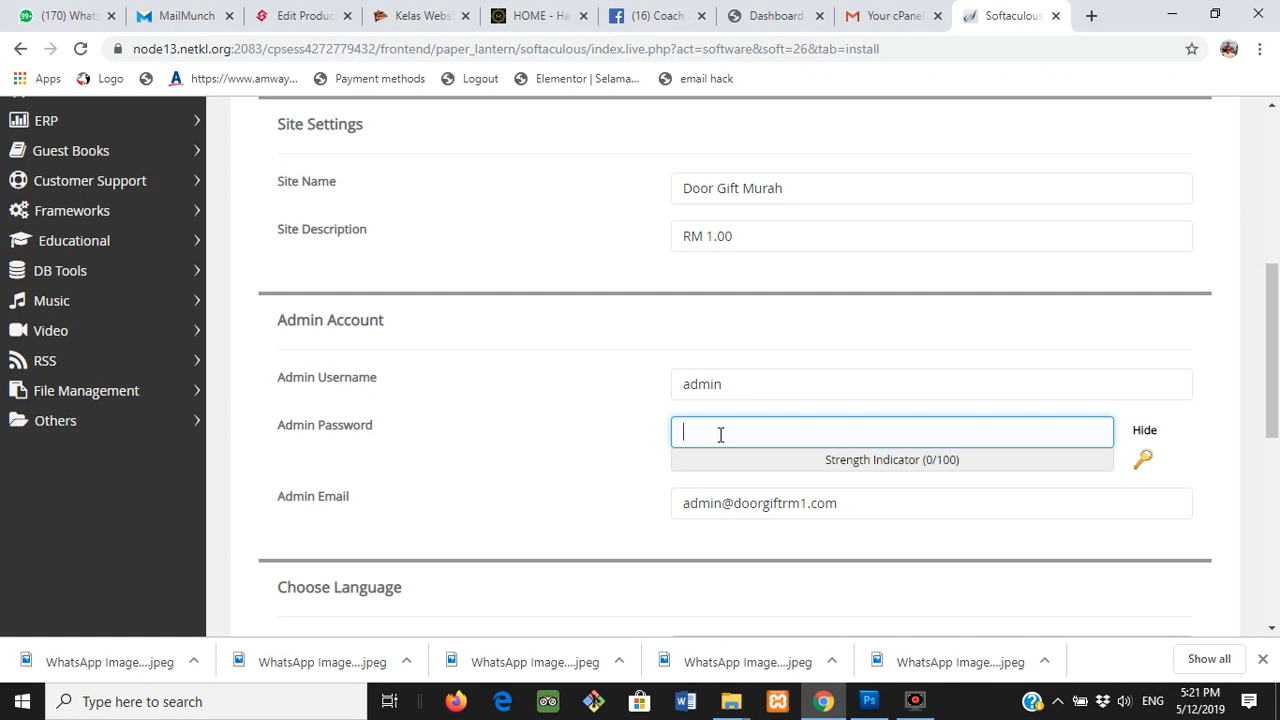 (170) Whats
MailMunch
Edit Produc
Kelas Webs
HOME - Ha
(16) Coach
Dashboard
Your cPanel
Softaculous
node13.netkl.org:2083/cpsess4272779432/frontend/paper_lantern/softaculous/index.live.php?act=software&soft=26&tab=install
Apps
Logo
https://www.amway...
Payment methods
Logout
Elementor | Selama...
email hack
ERP
Guest Books
Customer Support
Frameworks
Educational
DB Tools
Music
Video
RSS
File Management
Others
Site Settings
Site Name
Door Gift Murah
Site Description
RM 1.00
Admin Account
Admin Username
admin
Admin Password
Hide
Strength Indicator (0/100)
Admin Email
admin@doorgiftrm1.com
Choose Language
WhatsApp Image....jpeg
WhatsApp Image....jpeg
WhatsApp Image....jpeg
WhatsApp Image....jpeg
WhatsApp Image....jpeg
Show all
Type here to search
ENG
5:21 PM
5/12/2019